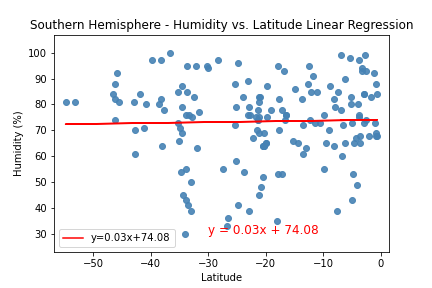 Southern Hemisphere - Humidity vs. Latitude Linear Regression
Humidity (%)
100
90
80
70
60
50
40
30
y = 0.03x + 74.08
y=0.03x+74.08
−50
−40
−30
−20
−10
0
Latitude